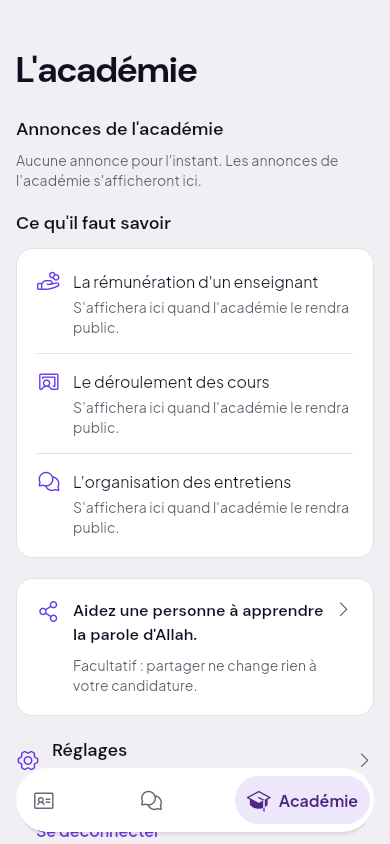 L'académie
Annonces de l'académie
Aucune annonce pour l'instant. Les annonces de
l'académie s'afficheront ici.
Ce qu'il faut savoir
La rémunération d'un enseignant
S'affichera ici quand l'académie le rendra
public.
Le déroulement des cours
S'affichera ici quand l'académie le rendra
public.
L'organisation des entretiens
S'affichera ici quand l'académie le rendra
public.
Aidez une personne à apprendre
la parole d'Allah.
Facultatif : partager ne change rien à
votre candidature.
Réglages
Académie
Se déconnecter